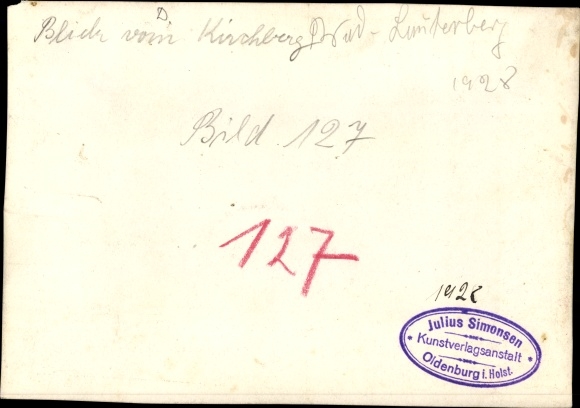 Blick vom Kirchberg Bad-Lauterberg
1928
Bild 127
127
1928
Julius Simonsen
Kunstverlagsanstalt
Oldenburg i. Holst.